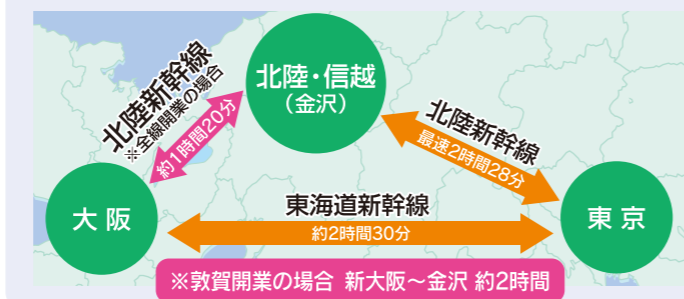 北陸新幹線
※全線開業の場合
約1時間20分
北陸・信越
（金沢）
北陸新幹線
最速2時間28分
大阪
東海道新幹線
約2時間30分
東京
※敦賀開業の場合 新大阪～金沢 約2時間